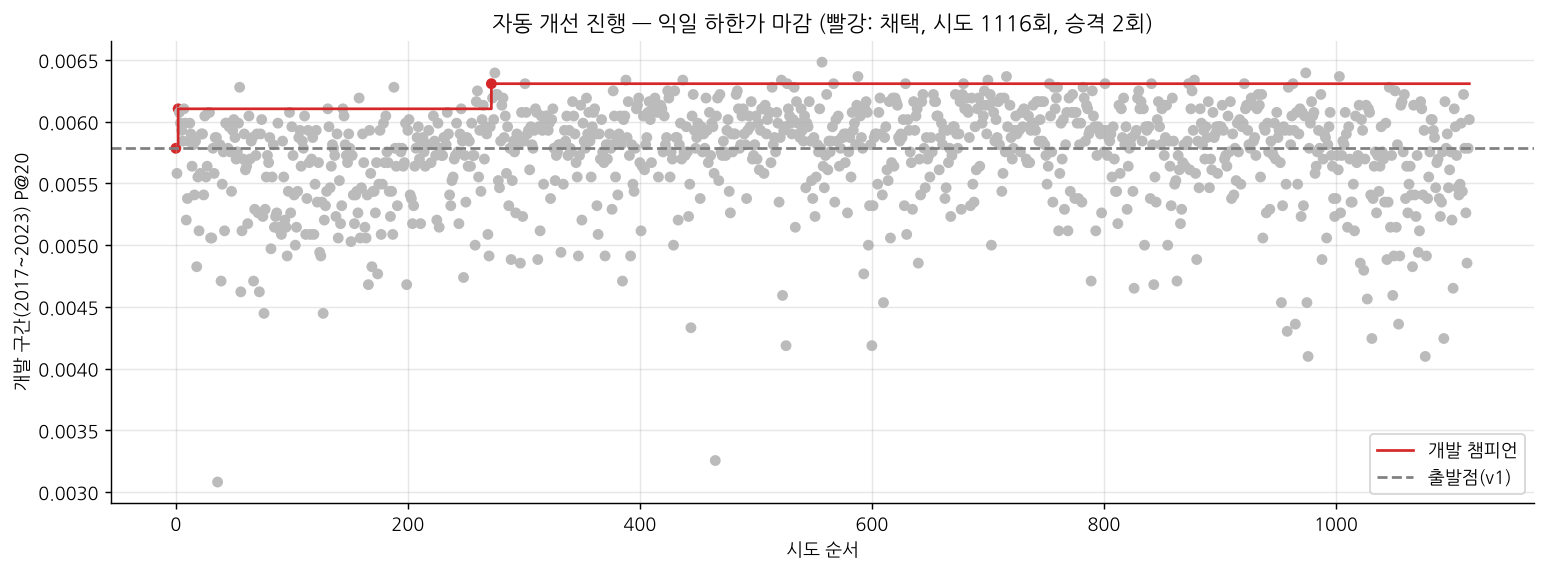 자동 개선 진행 — 익일 하한가 마감 (빨강: 채택, 시도 1116회, 승격 2회)
개발 구간(2017~2023) P@20
0.0065
0.0060
0.0055
0.0050
0.0045
0.0040
0.0035
0.0030
개발 챔피언
출발점(v1)
0 200 400 600 800 1000
시도 순서